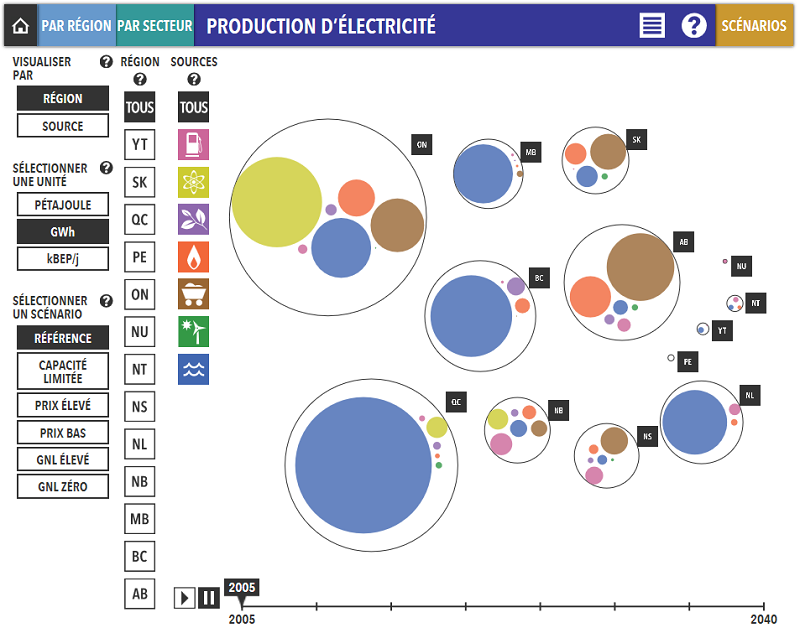 PAR RÉGION
PAR SECTEUR
PRODUCTION D'ÉLECTRICITÉ
?
SCÉNARIOS
VISUALISER
PAR
?
RÉGION
SOURCE
SÉLECTIONNER
UNE UNITÉ
?
PÉTAJOULE
GWh
kBEP/j
SÉLECTIONNER
UN SCÉNARIO
?
RÉFÉRENCE
CAPACITÉ
LIMITÉE
PRIX ÉLEVÉ
PRIX BAS
GNL ÉLEVÉ
GNL ZÉRO
RÉGION
?
TOUS
YT
SK
QC
PE
ON
NU
NT
NS
NL
NB
MB
BC
AB
SOURCES
?
TOUS
ON
MB
SK
AB
BC
NU
NT
YT
PE
QC
NB
NS
NL
2005
2005
2040